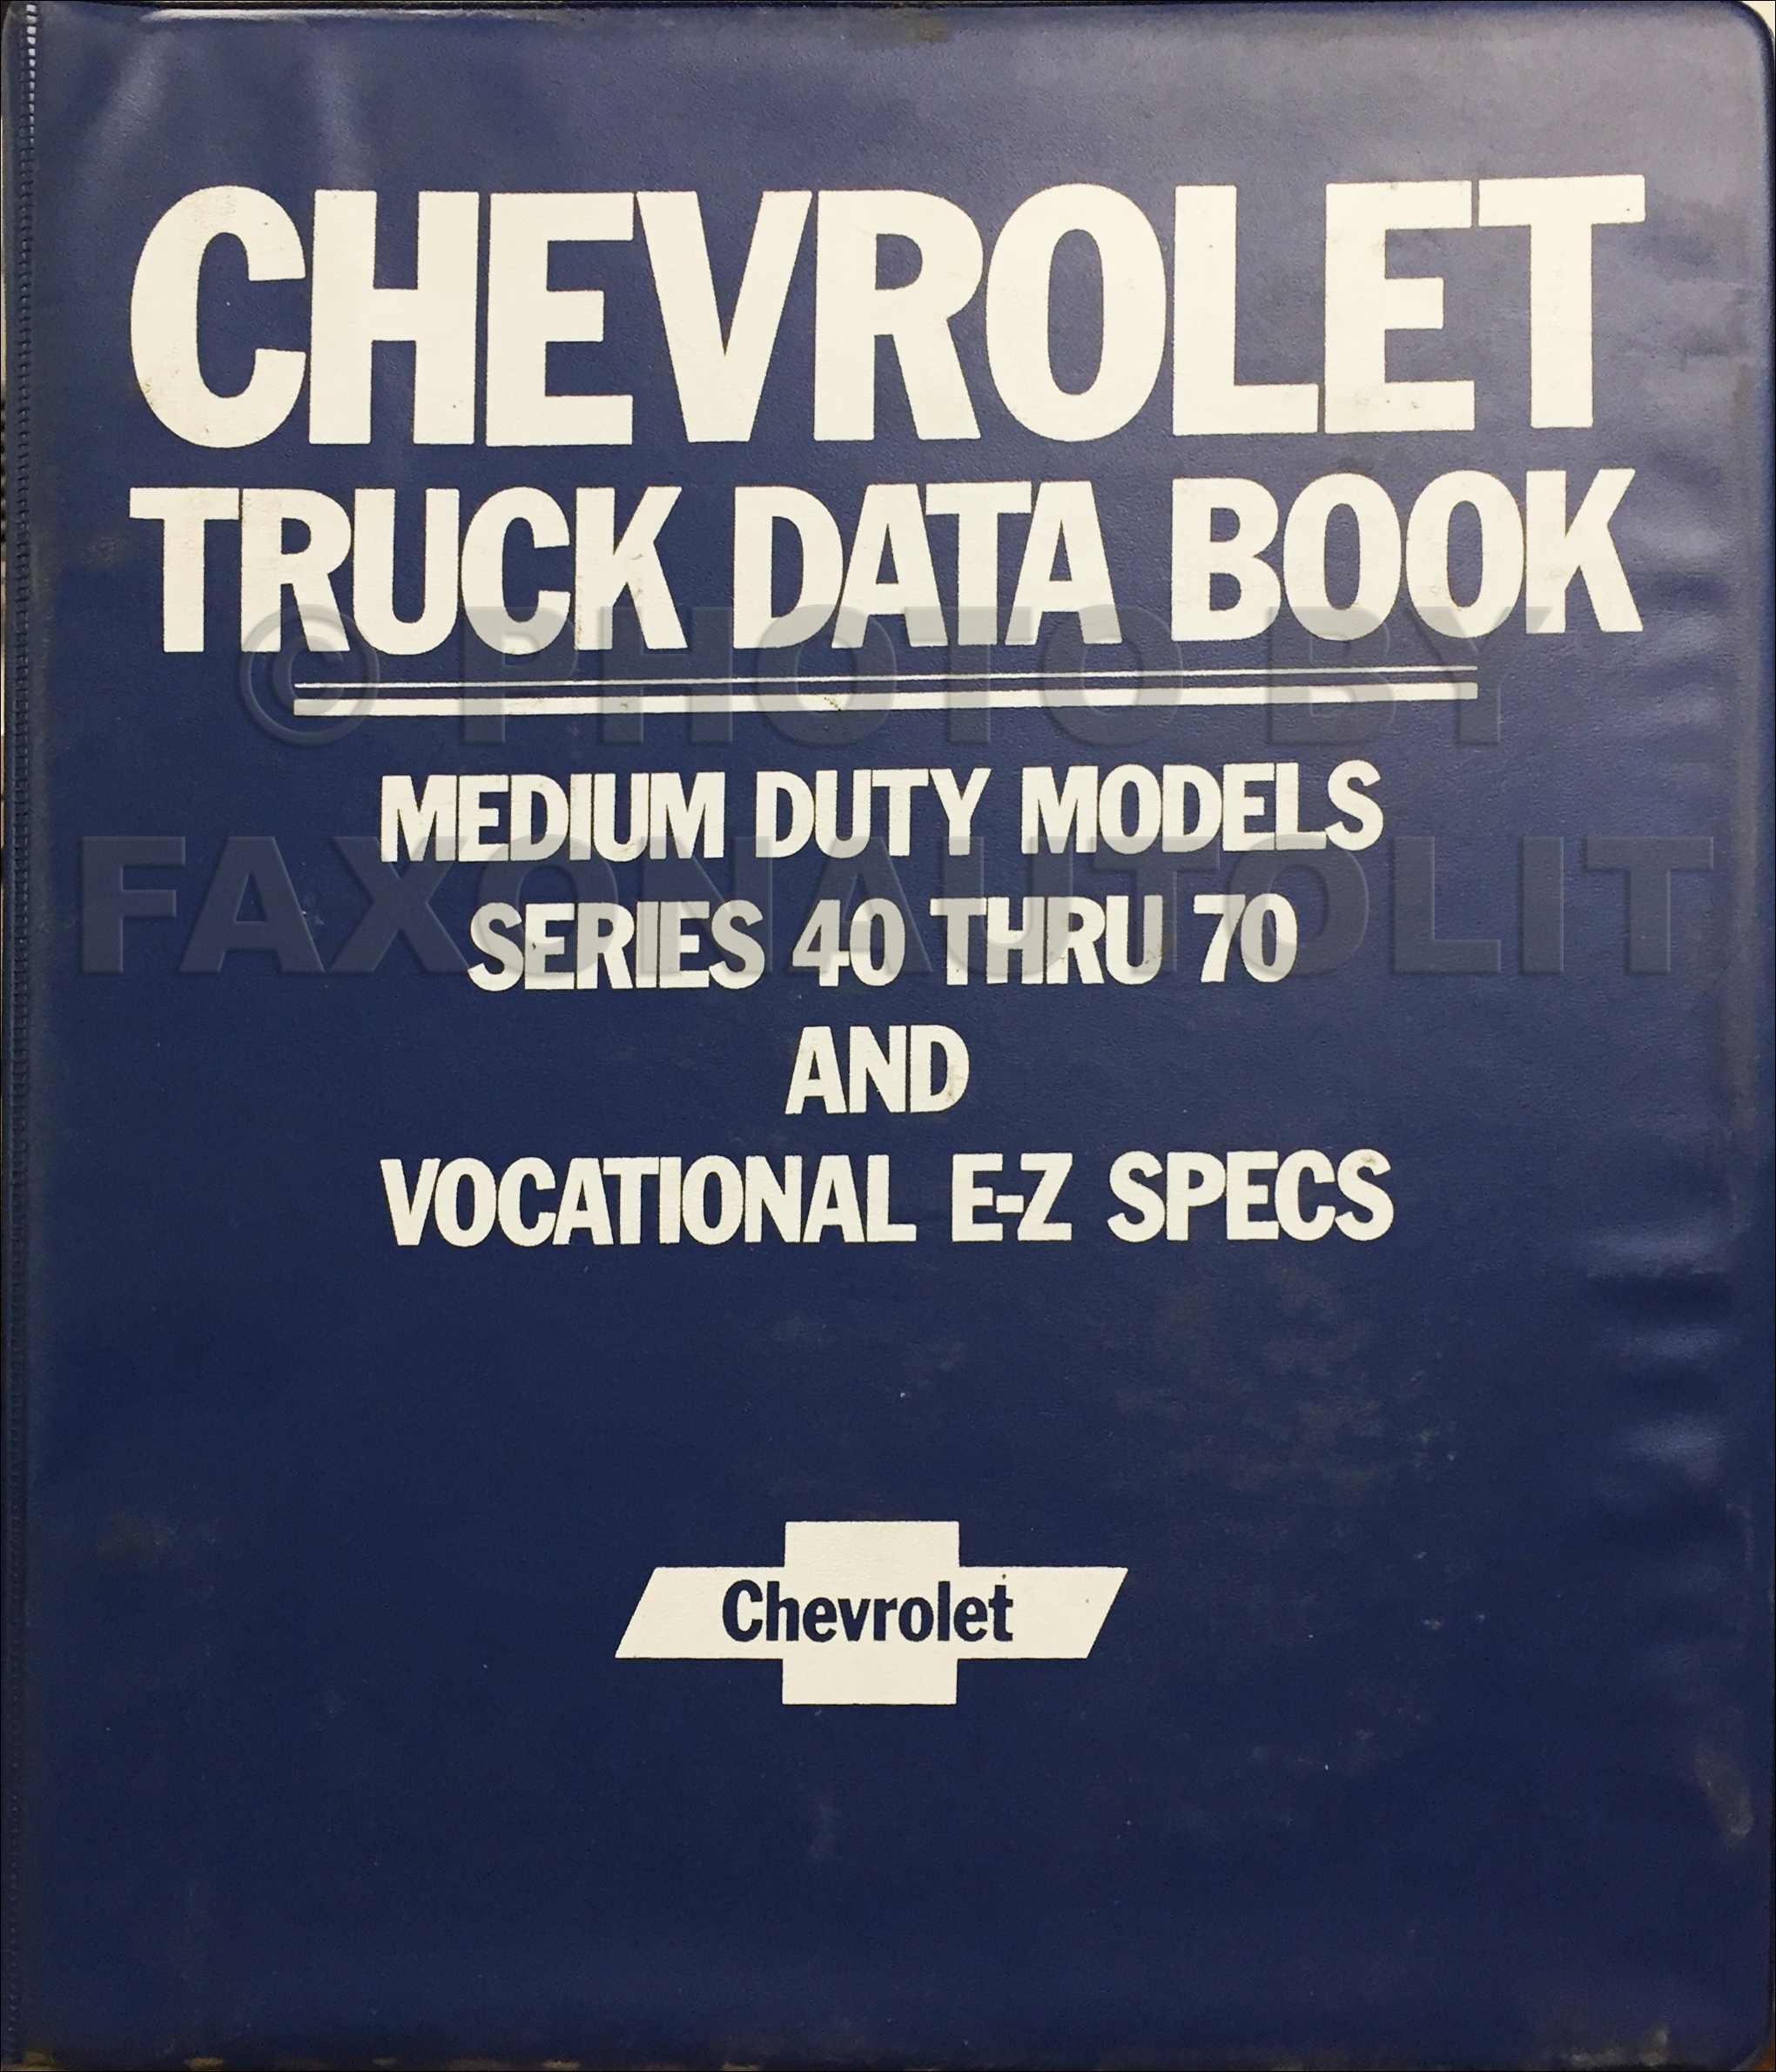 CHEVROLET
TRUCK DATA BOOK
© PHOTO BY
MEDIUM DUTY MODELS
FAXONAUTOLIT
SERIES 40 THRU 70
AND
VOCATIONAL E-Z SPECS
Chevrolet